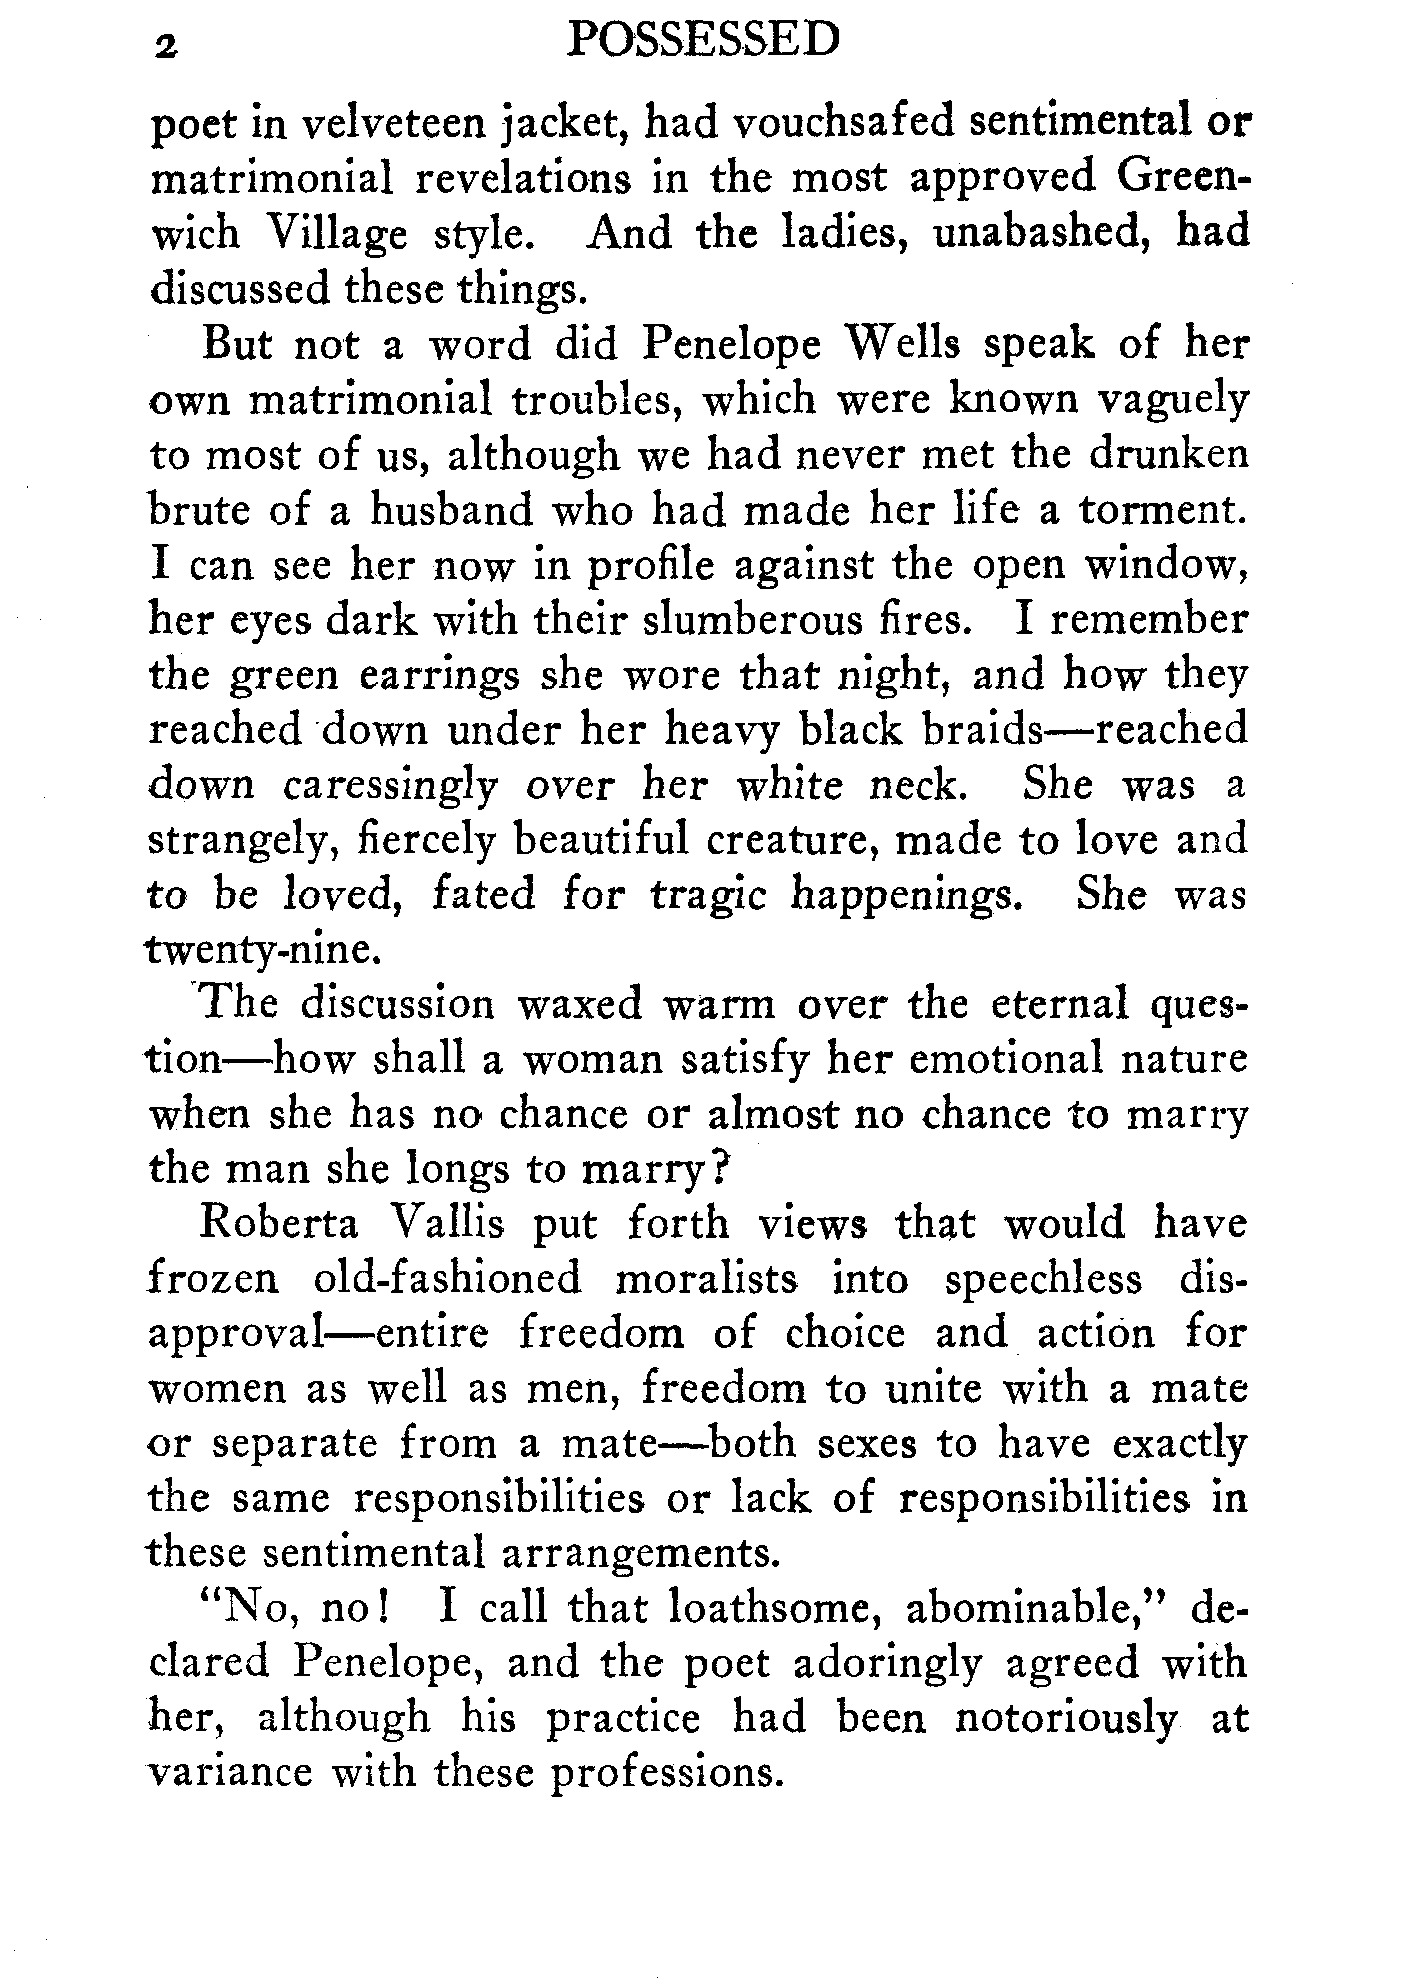 2 POSSESSED
poet in velveteen jacket, had vouchsafed sentimental or
matrimonial revelations in the most approved Green-
wich Village style. And the ladies, unabashed, had
discussed these things.
But not a word did Penelope Wells speak of her
own matrimonial troubles, which were known vaguely
to most of us, although we had never met the drunken
brute of a husband who had made her life a torment.
I can see her now in profile against the open window,
her eyes dark with their slumberous fires. I remember
the green earrings she wore that night, and how they
reached down under her heavy black braids—reached
down caressingly over her white neck. She was a
strangely, fiercely beautiful creature, made to love and
to be loved, fated for tragic happenings. She was
twenty-nine.
The discussion waxed warm over the eternal ques-
tion—how shall a woman satisfy her emotional nature
when she has no chance or almost no chance to marry
the man she longs to marry?
Roberta Vallis put forth views that would have
frozen old-fashioned moralists into speechless dis-
approval—entire freedom of choice and action for
women as well as men, freedom to unite with a mate
or separate from a mate—both sexes to have exactly
the same responsibilities or lack of responsibilities in
these sentimental arrangements.
"No, no! I call that loathsome, abominable," de-
clared Penelope, and the poet adoringly agreed with
her, although his practice had been notoriously at
variance with these professions.